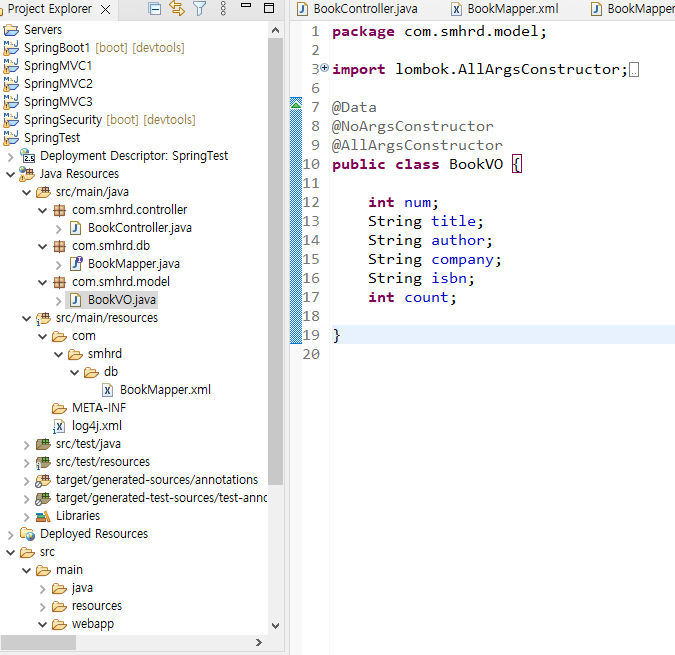 Project Explorer
Servers
SpringBoot1 [boot] [devtools]
SpringMVC1
SpringMVC2
SpringMVC3
SpringSecurity [boot] [devtools]
SpringTest
Deployment Descriptor: SpringTest
Java Resources
src/main/java
com.smhrd.controller
BookController.java
com.smhrd.db
BookMapper.java
com.smhrd.model
BookVO.java
src/main/resources
com
smhrd
db
BookMapper.xml
META-INF
log4j.xml
src/test/java
src/test/resources
target/generated-sources/annotations
target/generated-test-sources/test-anno
Libraries
Deployed Resources
src
main
java
resources
webapp
BookController.java BookMapper.xml BookMapper
1 package com.smhrd.model;
2
3 import lombok.AllArgsConstructor;
6
7 @Data
8 @NoArgsConstructor
9 @AllArgsConstructor
10 public class BookVO {
11
12 int num;
13 String title;
14 String author;
15 String company;
16 String isbn;
17 int count;
18
19 }
20